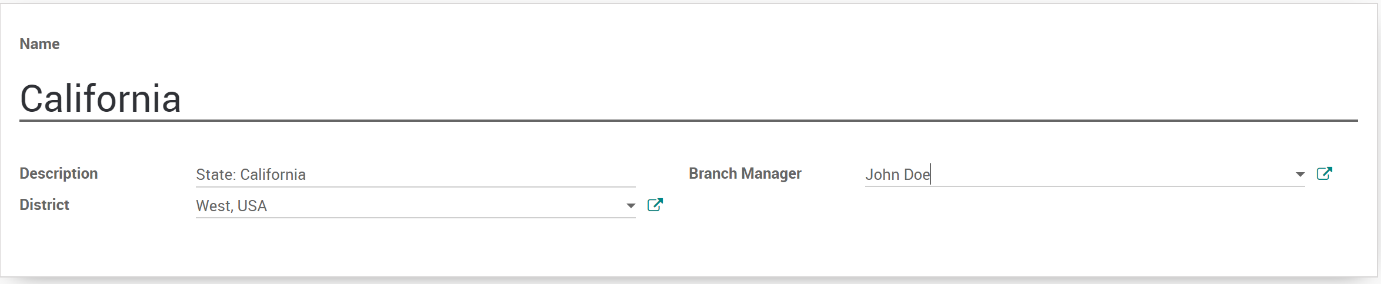 Name
California
Description State: California Branch Manager John Doe
District West, USA